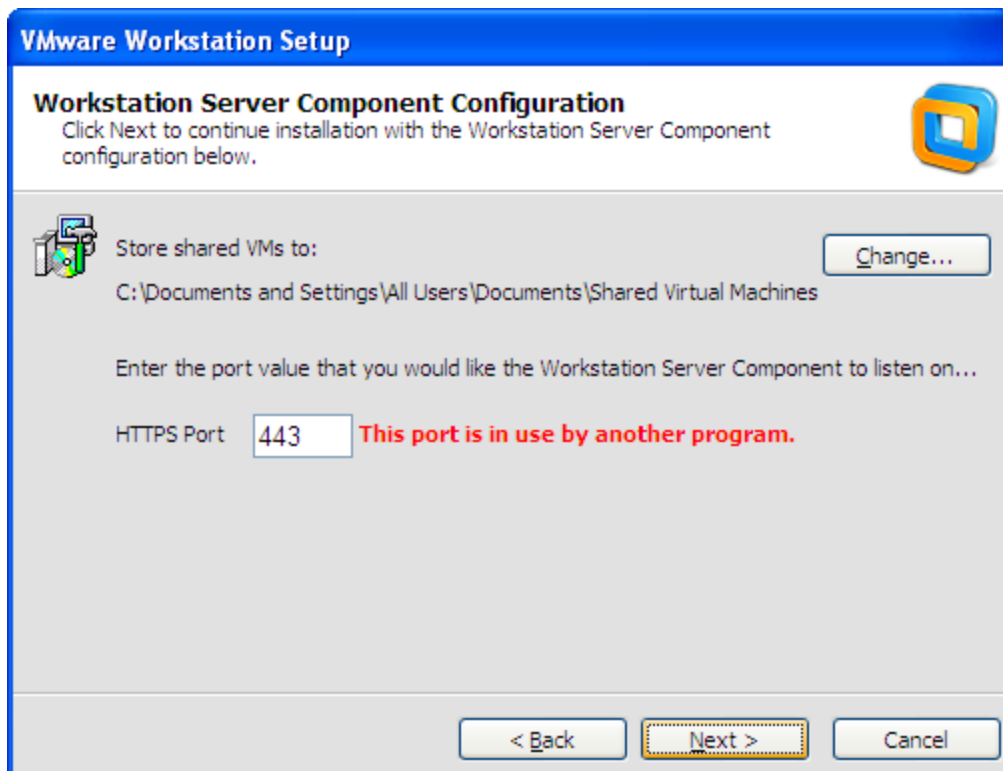 VMware Workstation Setup
Workstation Server Component Configuration
Click Next to continue installation with the Workstation Server Component
configuration below.
Store shared VMs to:
Change...
C:\Documents and Settings\All Users\Documents\Shared Virtual Machines
Enter the port value that you would like the Workstation Server Component to listen on...
HTTPS Port 443 This port is in use by another program.
< Back Next > Cancel